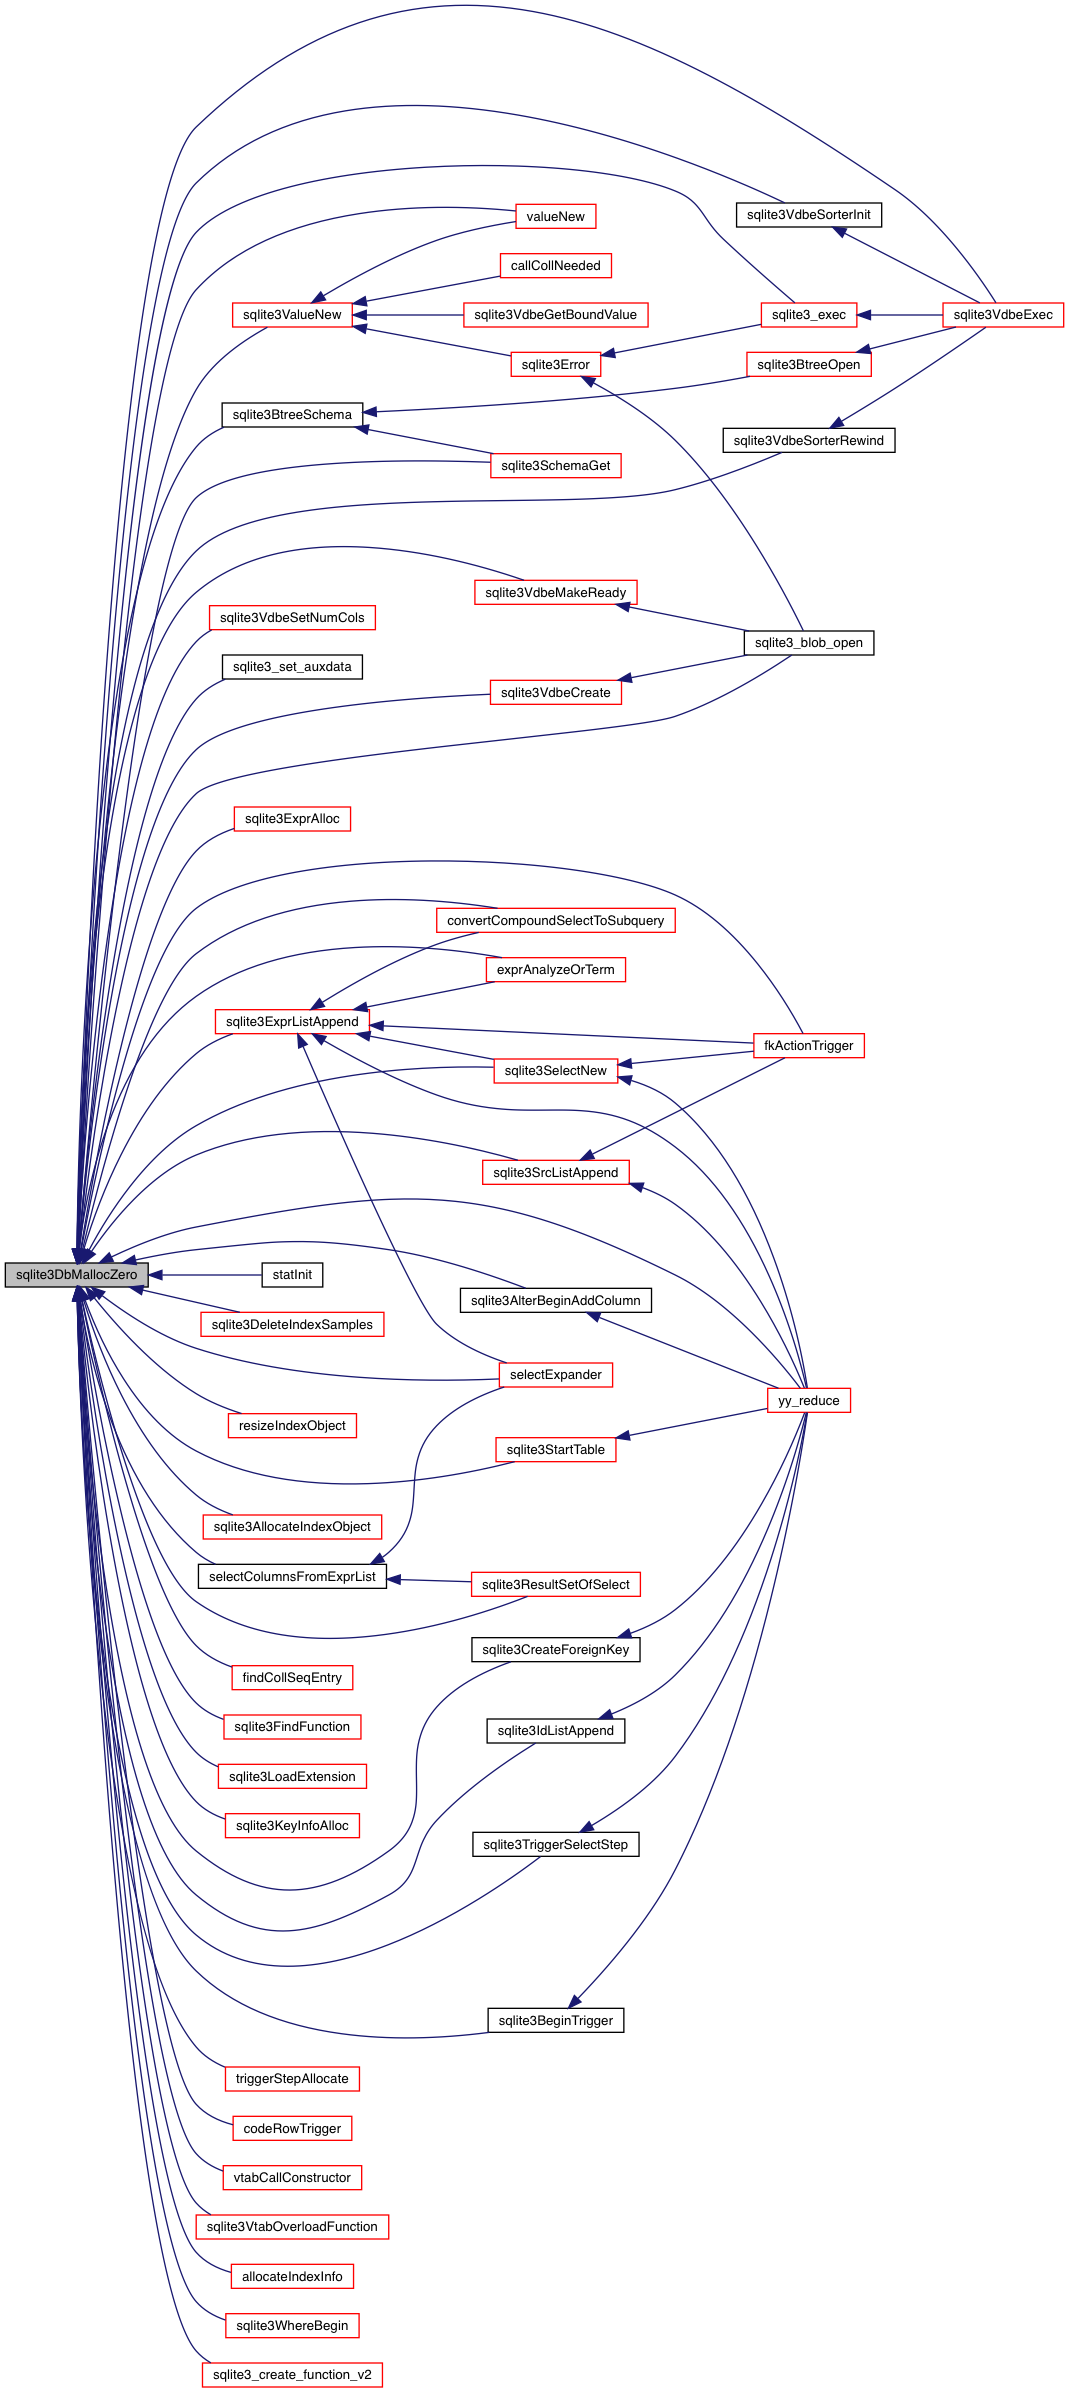 valueNew
sqlite3VdbeSorterInit
callCollNeeded
sqlite3ValueNew
sqlite3VdbeGetBoundValue
sqlite3_exec
sqlite3VdbeExec
sqlite3Error
sqlite3BtreeOpen
sqlite3BtreeSchema
sqlite3VdbeSorterRewind
sqlite3SchemaGet
sqlite3VdbeMakeReady
sqlite3VdbeSetNumCols
sqlite3_blob_open
sqlite3_set_auxdata
sqlite3VdbeCreate
sqlite3ExprAlloc
convertCompoundSelectToSubquery
exprAnalyzeOrTerm
sqlite3ExprListAppend
fkActionTrigger
sqlite3SelectNew
sqlite3SrcListAppend
sqlite3DbMallocZero
statInit
sqlite3AlterBeginAddColumn
sqlite3DeleteIndexSamples
selectExpander
yy_reduce
resizeIndexObject
sqlite3StartTable
sqlite3AllocateIndexObject
selectColumnsFromExprList
sqlite3ResultSetOfSelect
sqlite3CreateForeignKey
findCollSeqEntry
sqlite3FindFunction
sqlite3IdListAppend
sqlite3LoadExtension
sqlite3KeyInfoAlloc
sqlite3TriggerSelectStep
sqlite3BeginTrigger
triggerStepAllocate
codeRowTrigger
vtabCallConstructor
sqlite3VtabOverloadFunction
allocateIndexInfo
sqlite3WhereBegin
sqlite3_create_function_v2